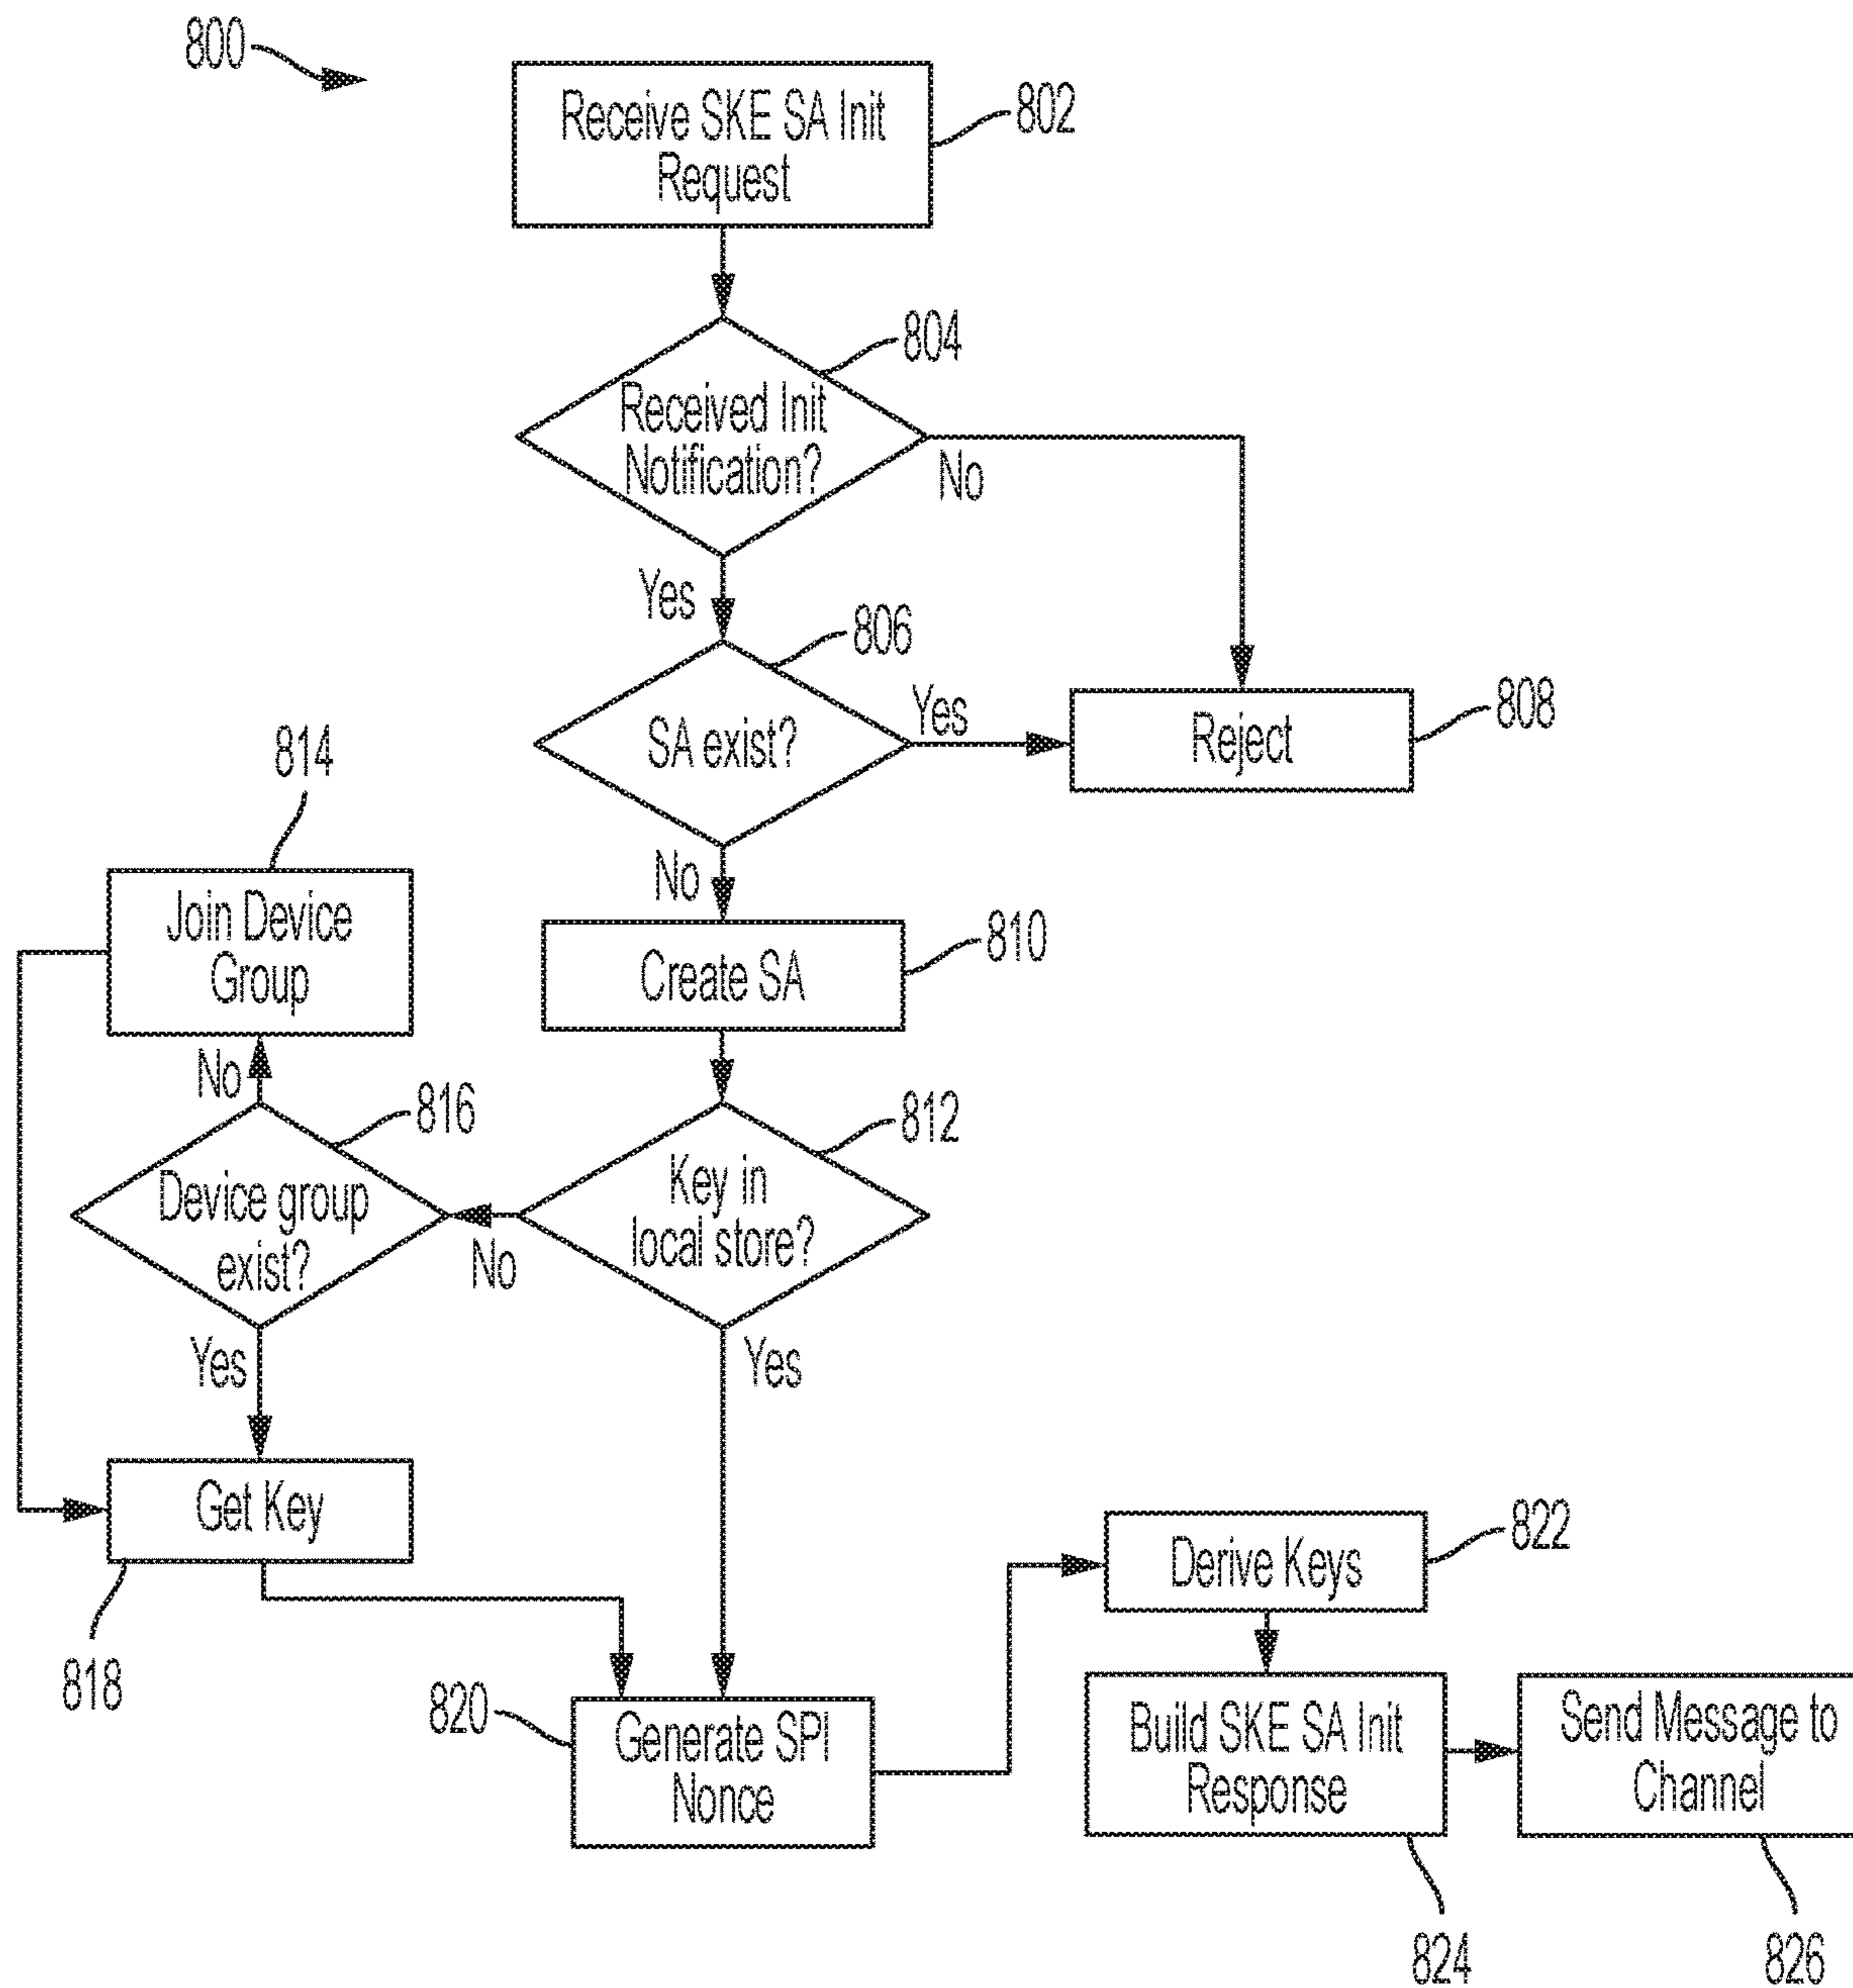 800
Receive SKE SA Init
Request
802
804
Received Init
Notification?
No
Yes
806
SA exist?
Yes
Reject
808
814
Join Device
Group
No
Create SA
810
No
816
812
Device group
exist?
No
Key in
local store?
Yes
Yes
Get Key
818
820
Generate SPI
Nonce
Derive Keys
822
Build SKE SA Init
Response
824
Send Message to
Channel
826